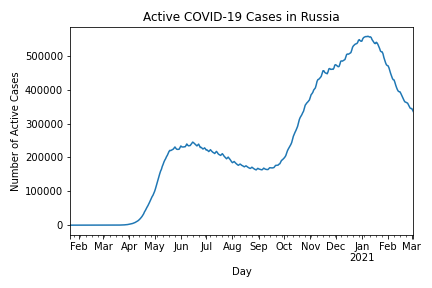 Active COVID-19 Cases in Russia
Number of Active Cases
500000
400000
300000
200000
100000
0
Feb Mar Apr May Jun Jul Aug Sep Oct Nov Dec Jan Feb Mar
2021
Day